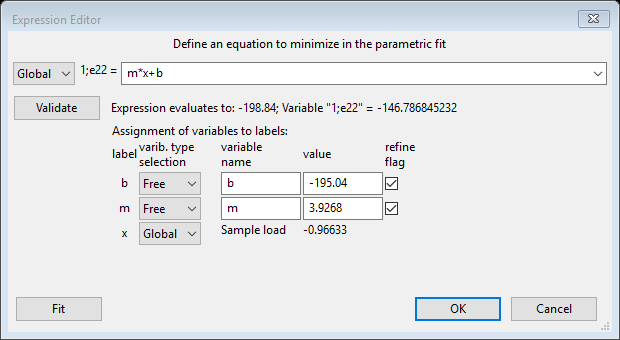 Expression Editor
Define an equation to minimize in the parametric fit
Global 1;e22 = m*x+b
Validate Expression evaluates to: -198.84; Variable "1;e22" = -146.786845232
Assignment of variables to labels:
label varib. type selection variable name value refine flag
b Free b -195.04
m Free m 3.9268
x Global Sample load -0.96633
Fit OK Cancel